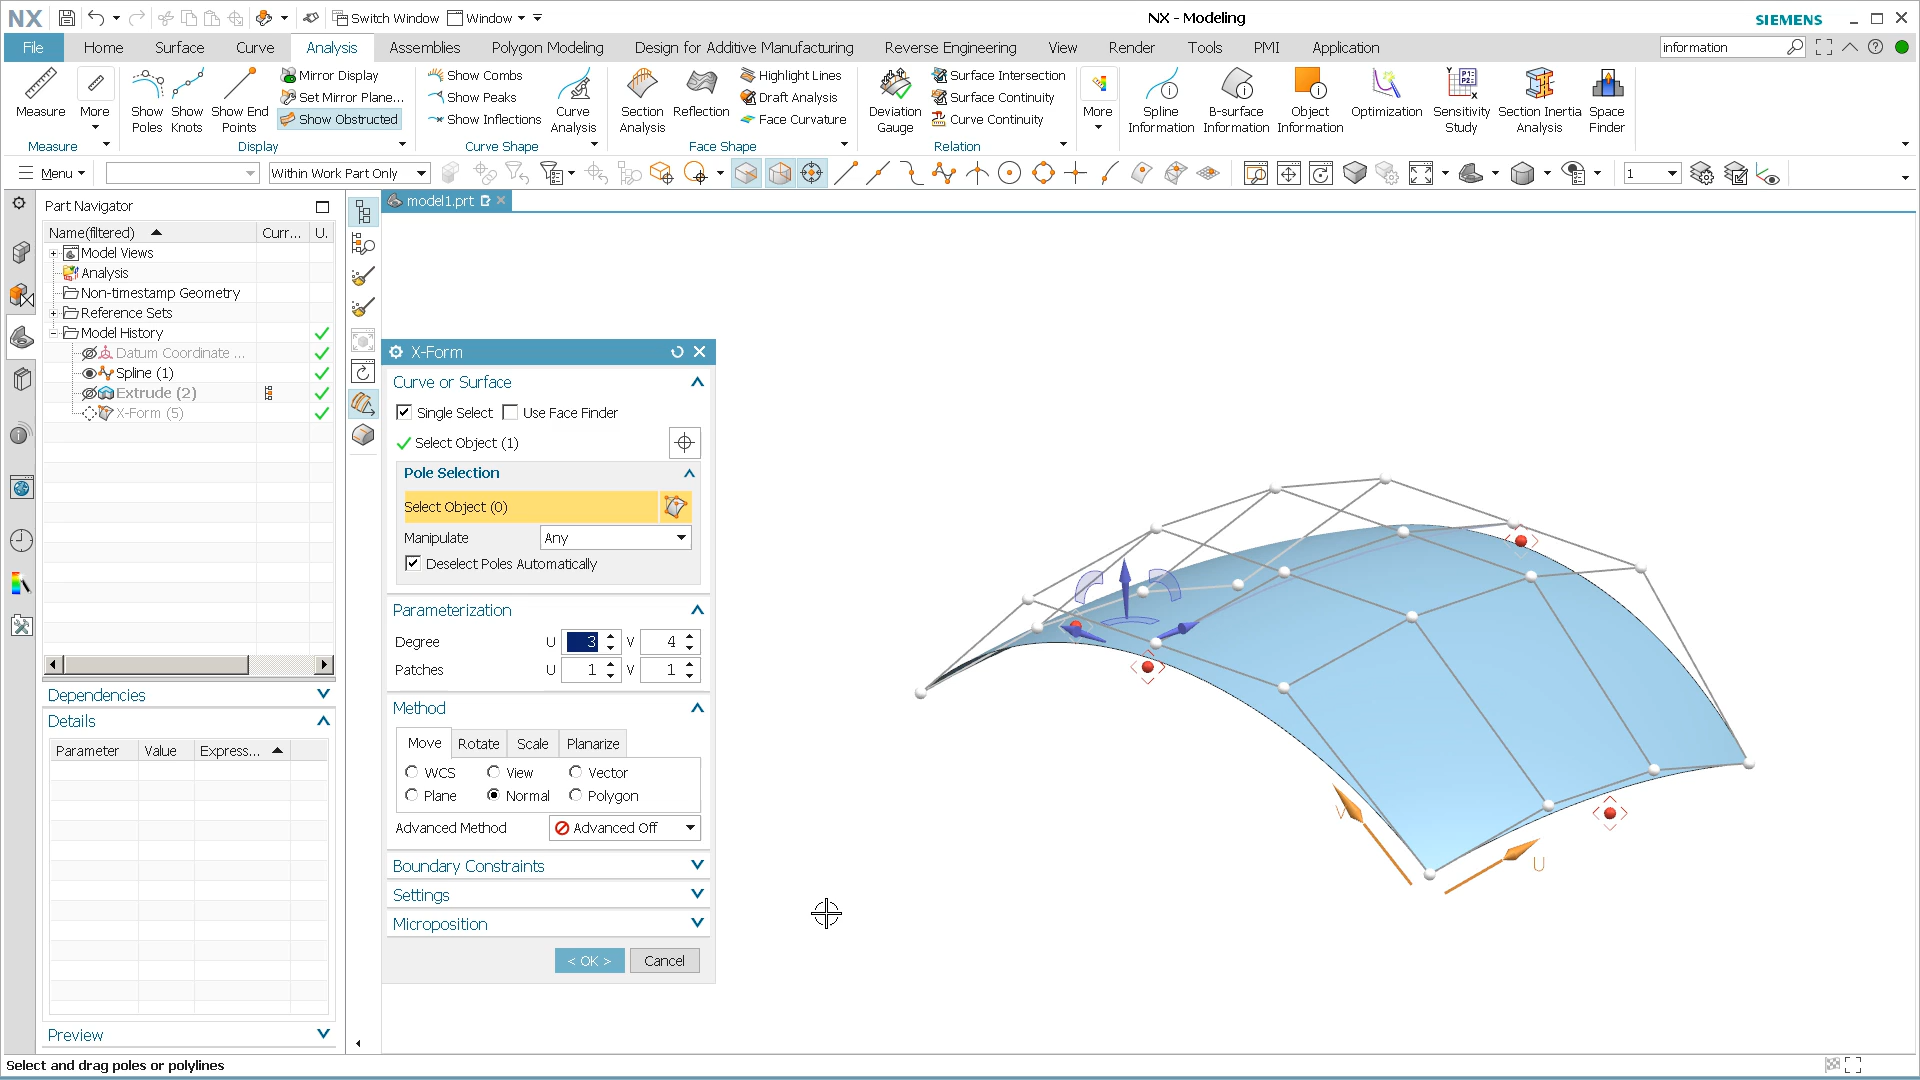 NX
Switch Window
Window
NX - Modeling
SIEMENS
File
Home
Surface
Curve
Analysis
Assemblies
Polygon Modeling
Design for Additive Manufacturing
Reverse Engineering
View
Render
Tools
PMI
Application
information
Measure
More
Measure
Show Poles
Show Knots
Show End Points
Mirror Display
Set Mirror Plane...
Show Obstructed
Display
Show Combs
Show Peaks
Show Inflections
Curve Analysis
Curve Shape
Section Analysis
Reflection
Highlight Lines
Draft Analysis
Face Curvature
Face Shape
Deviation Gauge
Surface Intersection
Surface Continuity
Curve Continuity
Relation
More
Spline Information
B-surface Information
Object Information
Optimization
Sensitivity Study
Section Inertia Analysis
Space Finder
Menu
Within Work Part Only
1
Part Navigator
Name(filtered)
Curr...
U.
Model Views
Analysis
Non-timestamp Geometry
Reference Sets
Model History
Datum Coordinate ...
Spline (1)
Extrude (2)
X-Form (5)
Dependencies
Details
Parameter
Value
Express...
Preview
model1.prt
X-Form
Curve or Surface
Single Select
Use Face Finder
Select Object (1)
Pole Selection
Select Object (0)
Manipulate
Any
Deselect Poles Automatically
Parameterization
Degree
U
3
V
4
Patches
U
1
V
1
Method
Move
Rotate
Scale
Planarize
WCS
View
Vector
Plane
Normal
Polygon
Advanced Method
Advanced Off
Boundary Constraints
Settings
Microposition
< OK >
Cancel
V
U
Select and drag poles or polylines